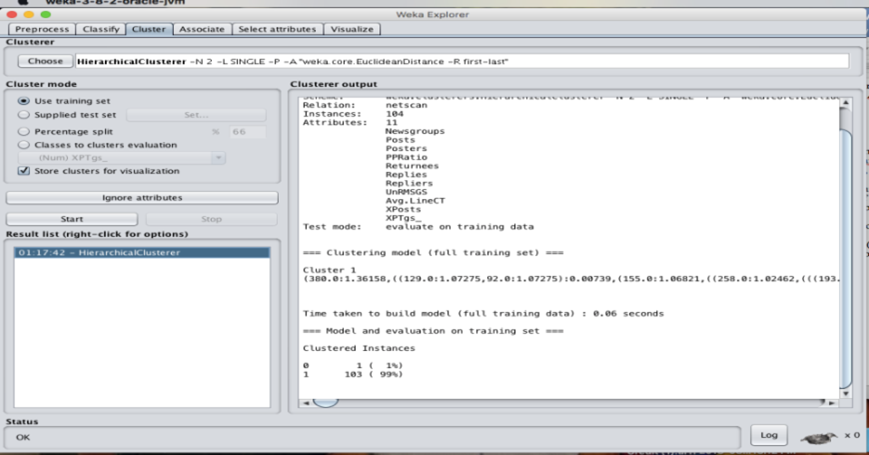 weka-3-8-2-oracle-jvm
Weka Explorer
Preprocess Classify Cluster Associate Select attributes Visualize
Clusterer
Choose HierarchicalClusterer -N 2 -L SINGLE -P -A "weka.core.EuclideanDistance -R first-last"
Cluster mode
Use training set
Supplied test set Set...
Percentage split % 66
Classes to clusters evaluation
(Num) XPTgs_
Store clusters for visualization
Ignore attributes
Start Stop
Result list (right-click for options)
01:17:42 - HierarchicalClusterer
Clusterer output
Relation: netscan
Instances: 104
Attributes: 11
Newsgroups
Posts
Posters
PPRatio
Returnees
Replies
Repliers
UnRMSGS
Avg.LineCT
XPosts
XPTgs_
Test mode: evaluate on training data
=== Clustering model (full training set) ===
Cluster 1
(380.0:1.36158,((129.0:1.07275,92.0:1.07275):0.00739,(155.0:1.06821,((258.0:1.02462,(((193.
Time taken to build model (full training data) : 0.06 seconds
=== Model and evaluation on training set ===
Clustered Instances
0 1 ( 1%)
1 103 ( 99%)
Status
OK
Log x 0